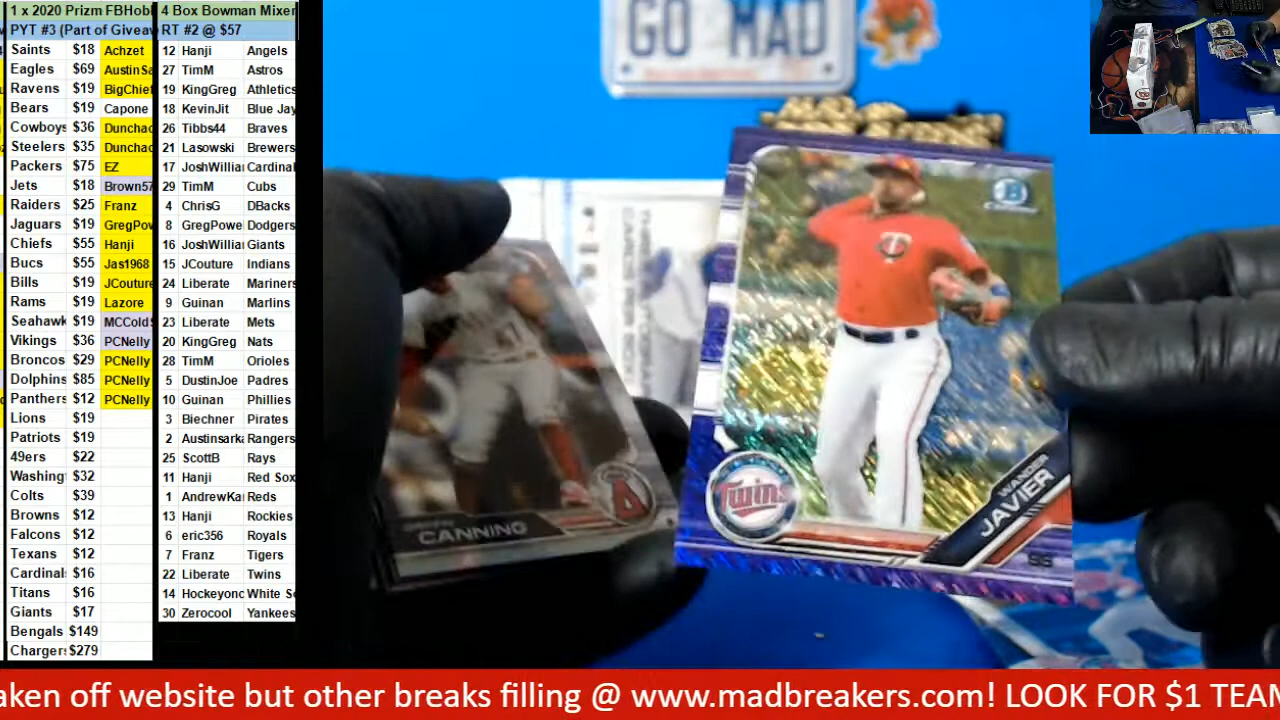 1 x 2020 Prizm FBHobl
PYT #3 (Part of Giveaw
Saints $18 Achzet
Eagles $69 AustinSa
Ravens $19 BigChief
Bears $19 Capone
Cowboys $36 Dunchac
Steelers $35 Dunchac
Packers $75 EZ
Jets $18 Brown57
Raiders $25 Franz
Jaguars $19 GregPow
Chiefs $55 Hanji
Bucs $55 Jas1968
Bills $19 JCouture
Rams $19 Lazore
Seahawk $19 MCColdS
Vikings $36 PCNelly
Broncos $29 PCNelly
Dolphins $85 PCNelly
Panthers $12 PCNelly
Lions $19
Patriots $19
49ers $22
Washing $32
Colts $39
Browns $12
Falcons $12
Texans $12
Cardinal $16
Titans $16
Giants $17
Bengals $149
Charger $279
4 Box Bowman Mixer
RT #2 @ $57
12 Hanji Angels
27 TimM Astros
19 KingGreg Athletics
18 KevinJit Blue Jay
26 Tibbs44 Braves
21 Lasowski Brewers
17 JoshWillia Cardinal
29 TimM Cubs
4 ChrisG DBacks
8 GregPowe Dodgers
16 JoshWillia Giants
15 JCouture Indians
24 Liberate Mariners
9 Guinan Marlins
23 Liberate Mets
20 KingGreg Nats
28 TimM Orioles
5 DustinJoe Padres
10 Guinan Phillies
3 Biechner Pirates
2 Austinsark Rangers
25 ScottB Rays
11 Hanji Red Sox
1 AndrewKa Reds
13 Hanji Rockies
6 eric356 Royals
7 Franz Tigers
22 Liberate Twins
14 Hockeyonc White So
30 Zerocool Yankees
GO MAD
CANNING
Twins
WANDER
JAVIER
SS
aken off website but other breaks filling @ www.madbreakers.com! LOOK FOR $1 TEAM